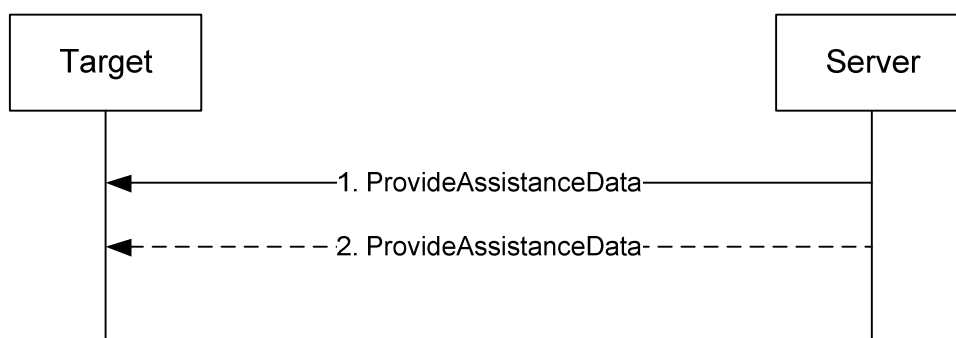 Target
Server
1. ProvideAssistanceData
2. ProvideAssistanceData